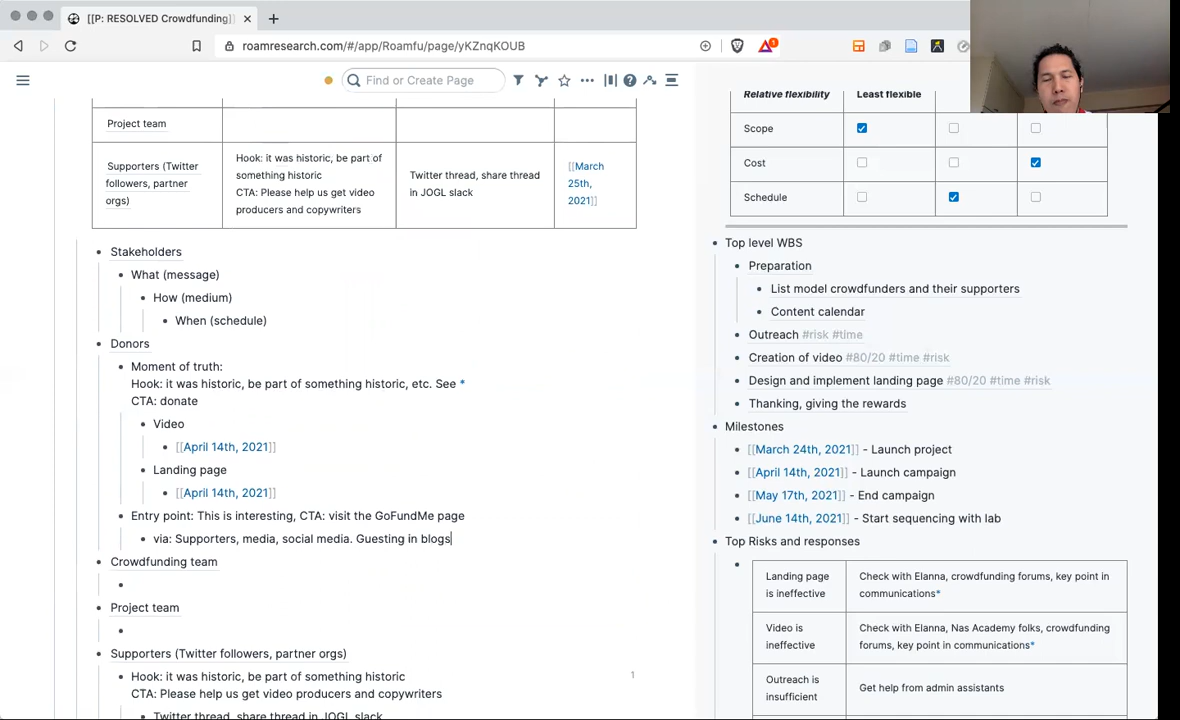 [[P: RESOLVED Crowdfunding]
roamresearch.com/#/app/Roamfu/page/yKZnqKOUB
1
Find or Create Page
Project team
Supporters (Twitter
followers, partner
orgs)
Hook: it was historic, be part of
something historic
CTA: Please help us get video
producers and copywriters
Twitter thread, share thread
in JOGL slack
[[March
25th,
2021]]
Stakeholders
What (message)
How (medium)
When (schedule)
Donors
Moment of truth:
Hook: it was historic, be part of something historic, etc. See *
CTA: donate
Video
[[April 14th, 2021]]
Landing page
[[April 14th, 2021]]
Entry point: This is interesting, CTA: visit the GoFundMe page
via: Supporters, media, social media. Guesting in blogs
Crowdfunding team
Project team
Supporters (Twitter followers, partner orgs)
1
Hook: it was historic, be part of something historic
CTA: Please help us get video producers and copywriters
Twitter thread, share thread in JOGL slack
Relative flexibility
Least flexible
Scope
Cost
Schedule
Top level WBS
Preparation
List model crowdfunders and their supporters
Content calendar
Outreach #risk #time
Creation of video #80/20 #time #risk
Design and implement landing page #80/20 #time #risk
Thanking, giving the rewards
Milestones
[[March 24th, 2021]] - Launch project
[[April 14th, 2021]] - Launch campaign
[[May 17th, 2021]] - End campaign
[[June 14th, 2021]] - Start sequencing with lab
Top Risks and responses
Landing page
is ineffective
Check with Elanna, crowdfunding forums, key point in
communications*
Video is
ineffective
Check with Elanna, Nas Academy folks, crowdfunding
forums, key point in communications*
Outreach is
insufficient
Get help from admin assistants